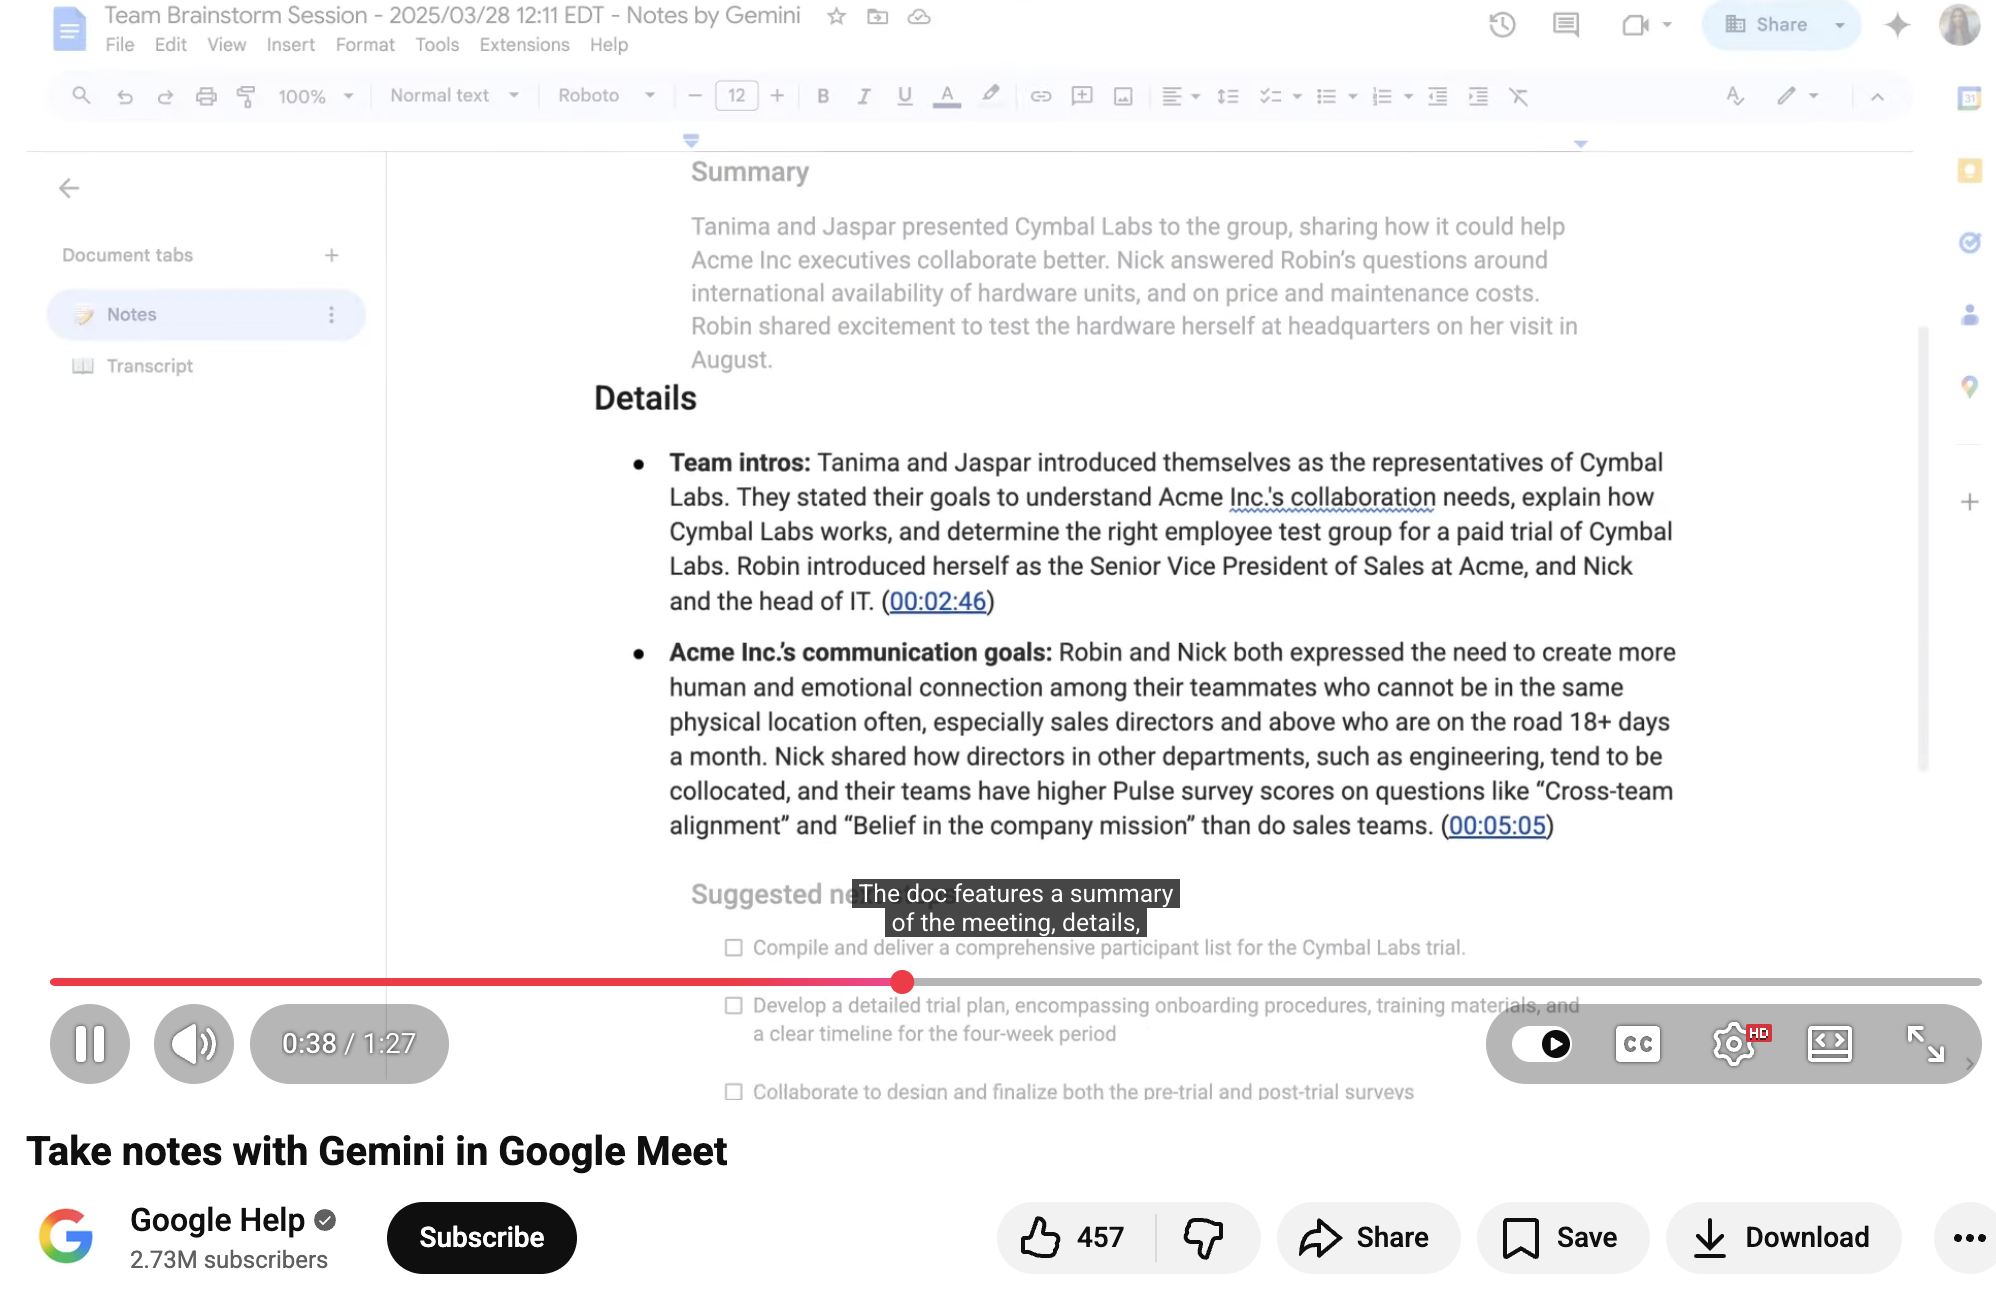 Team Brainstorm Session - 2025/03/28 12:11 EDT - Notes by Gemini
File Edit View Insert Format Tools Extensions Help
Share
100% Normal text Roboto 12 B I U A
31
Document tabs
Notes
Transcript
Summary
Tanima and Jaspar presented Cymbal Labs to the group, sharing how it could help
Acme Inc executives collaborate better. Nick answered Robin’s questions around
international availability of hardware units, and on price and maintenance costs.
Robin shared excitement to test the hardware herself at headquarters on her visit in
August.
Details
● Team intros: Tanima and Jaspar introduced themselves as the representatives of Cymbal
Labs. They stated their goals to understand Acme Inc.'s collaboration needs, explain how
Cymbal Labs works, and determine the right employee test group for a paid trial of Cymbal
Labs. Robin introduced herself as the Senior Vice President of Sales at Acme, and Nick
and the head of IT. (00:02:46)
● Acme Inc.’s communication goals: Robin and Nick both expressed the need to create more
human and emotional connection among their teammates who cannot be in the same
physical location often, especially sales directors and above who are on the road 18+ days
a month. Nick shared how directors in other departments, such as engineering, tend to be
collocated, and their teams have higher Pulse survey scores on questions like “Cross-team
alignment” and “Belief in the company mission” than do sales teams. (00:05:05)
Suggested ne
The doc features a summary
of the meeting, details,
Compile and deliver a comprehensive participant list for the Cymbal Labs trial.
Develop a detailed trial plan, encompassing onboarding procedures, training materials, and
a clear timeline for the four-week period
Collaborate to design and finalize both the pre-trial and post-trial surveys
0:38 / 1:27
CC
HD
Take notes with Gemini in Google Meet
Google Help
2.73M subscribers
Subscribe
457
Share
Save
Download